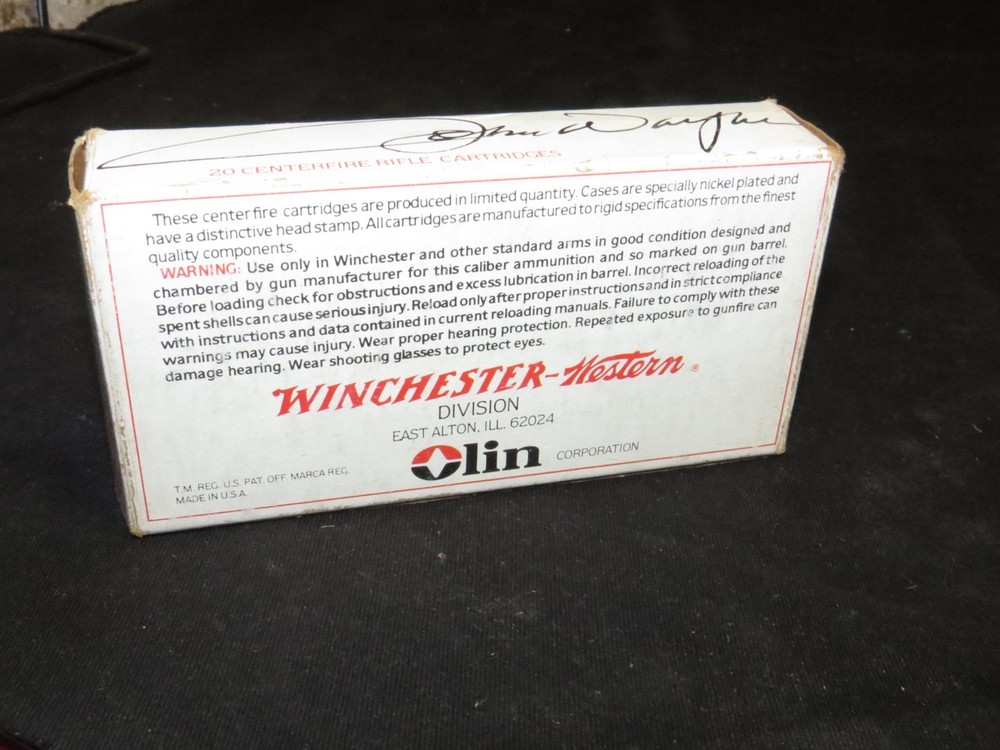 John Wayne
20 CENTERFIRE RIFLE CARTRIDGES
These centerfire cartridges are produced in limited quantity. Cases are specially nickel plated and
have a distinctive head stamp. All cartridges are manufactured to rigid specifications from the finest
quality components.
WARNING: Use only in Winchester and other standard arms in good condition designed and
chambered by gun manufacturer for this caliber ammunition and so marked on gun barrel.
Before loading check for obstructions and excess lubrication in barrel. Incorrect reloading of the
spent shells can cause serious injury. Reload only after proper instructions and in strict compliance
with instructions and data contained in current reloading manuals. Failure to comply with these
warnings may cause injury. Wear proper hearing protection. Repeated exposure to gunfire can
damage hearing. Wear shooting glasses to protect eyes.
WINCHESTER-Western ®
DIVISION
EAST ALTON, ILL. 62024
Olin CORPORATION
T.M. REG. U.S. PAT. OFF. MARCA REG.
MADE IN U.S.A.